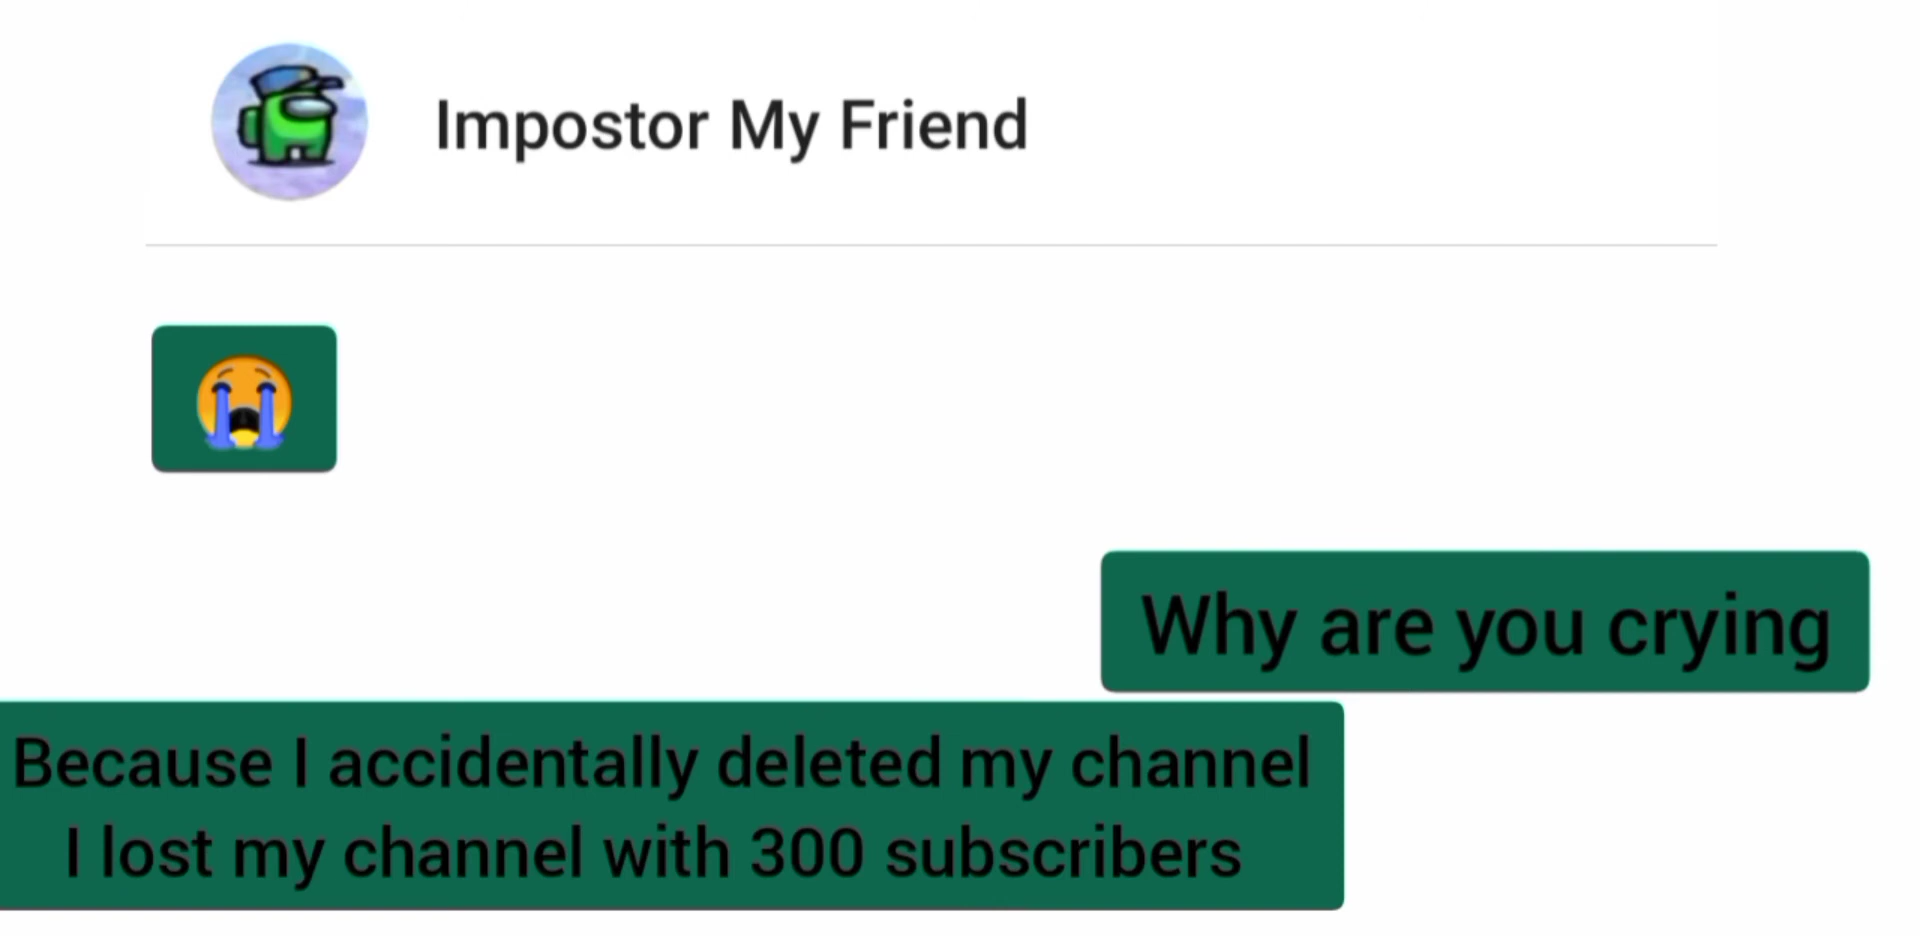 Impostor My Friend
😭
Why are you crying
Because I accidentally deleted my channel
I lost my channel with 300 subscribers